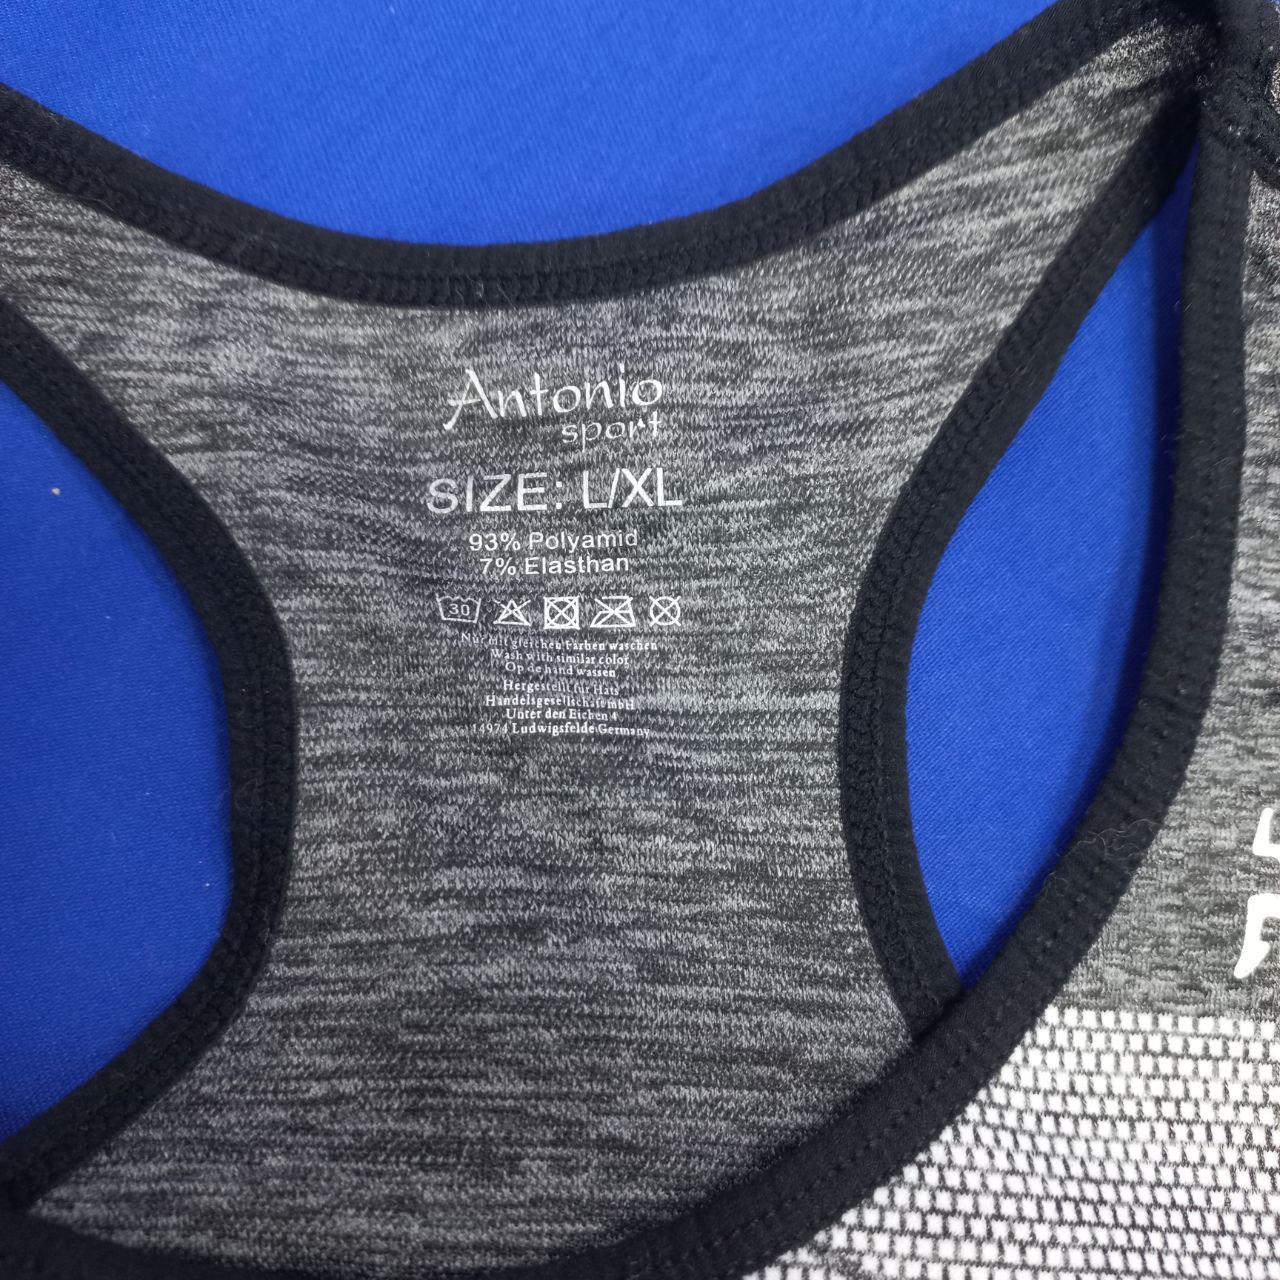 Antonio
sport
SIZE: L/XL
93% Polyamid
7% Elasthan
30
Nur mit gleichen Farben waschen
Wash with similar color
Op de hand wassen
Hergestellt für Hats
Handelsgesellschaft mbH
Unter den Eichen 4
14974 Ludwigsfelde Germany